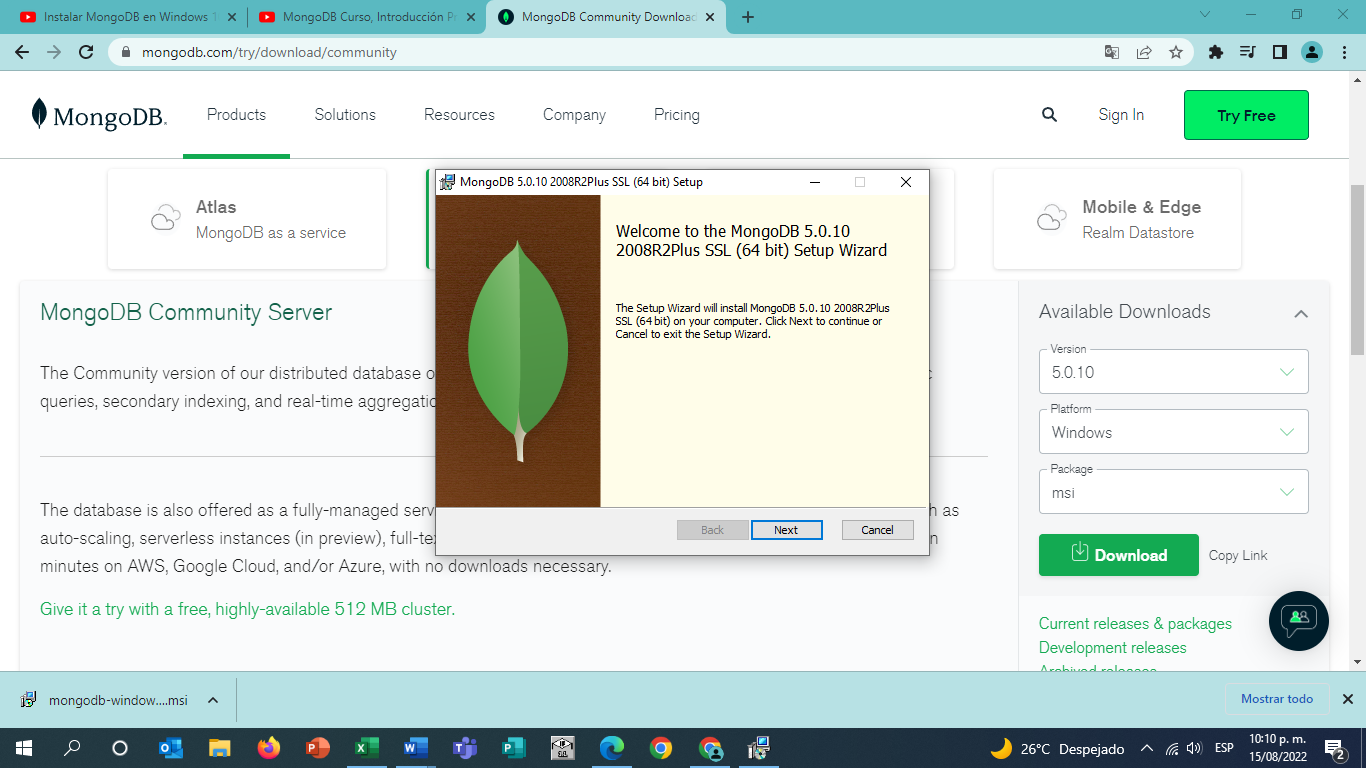 Instalar MongoDB en Windows 1
MongoDB Curso, Introducción Pr
MongoDB Community Download
mongodb.com/try/download/community
MongoDB.
Products
Solutions
Resources
Company
Pricing
Sign In
Try Free
Atlas
MongoDB as a service
Mobile & Edge
Realm Datastore
MongoDB 5.0.10 2008R2Plus SSL (64 bit) Setup
Welcome to the MongoDB 5.0.10
2008R2Plus SSL (64 bit) Setup Wizard
The Setup Wizard will install MongoDB 5.0.10 2008R2Plus
SSL (64 bit) on your computer. Click Next to continue or
Cancel to exit the Setup Wizard.
Back
Next
Cancel
MongoDB Community Server
The Community version of our distributed database o
queries, secondary indexing, and real-time aggregatio
The database is also offered as a fully-managed serv h as
auto-scaling, serverless instances (in preview), full-te n
minutes on AWS, Google Cloud, and/or Azure, with no downloads necessary.
Give it a try with a free, highly-available 512 MB cluster.
Available Downloads
Version
5.0.10
Platform
Windows
Package
msi
Download
Copy Link
Current releases & packages
Development releases
Archived releases
mongodb-window....msi
Mostrar todo
26°C Despejado
ESP
10:10 p. m.
15/08/2022
2